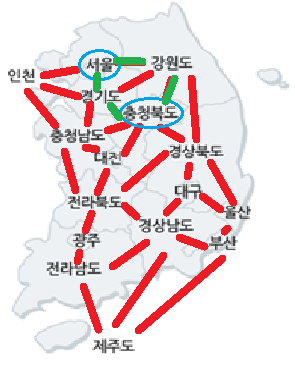 서울
강원도
인천
경기도
충청북도
충청남도
대전
경상북도
대구
전라북도
울산
경상남도
광주
부산
전라남도
제주도